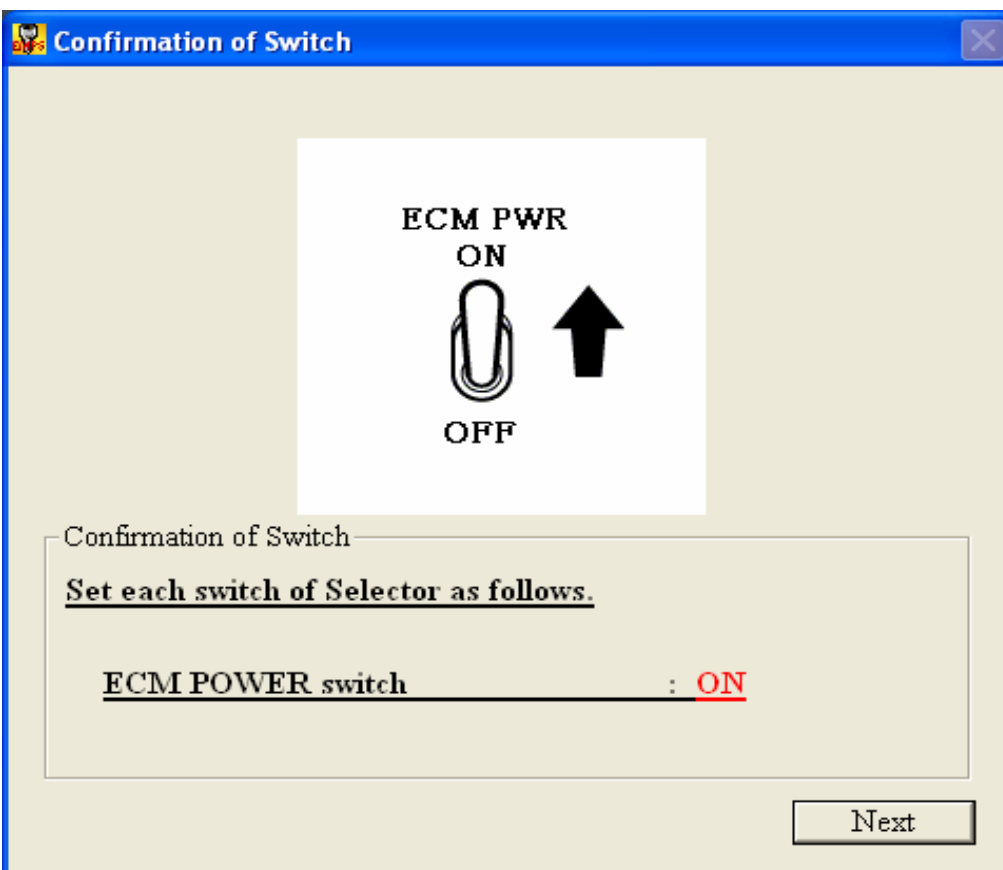 Confirmation of Switch
ECM PWR
ON
OFF
Confirmation of Switch
Set each switch of Selector as follows.
ECM POWER switch : ON
Next